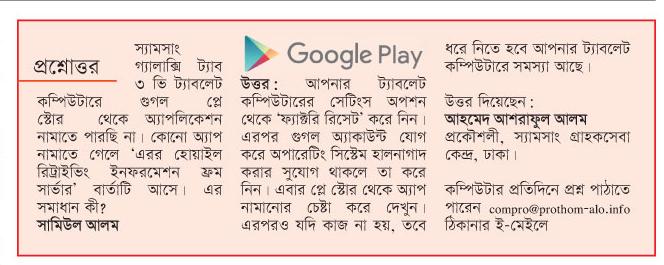 প্রশ্নোত্তর
স্যামসাং
গ্যালাক্সি ট্যাব
৩ ভি ট্যাবলেট
কম্পিউটারে গুগল প্লে
স্টোর থেকে অ্যাপলিকেশন
নামাতে পারছি না। কোনো অ্যাপ
নামাতে গেলে ‘এরর হোয়াইল
রিট্রাইভিং ইনফরমেশন ফ্রম
সার্ভার’ বার্তাটি আসে। এর
সমাধান কী?
সামিউল আলম
Google Play
উত্তর : আপনার ট্যাবলেট
কম্পিউটারের সেটিংস অপশন
থেকে ‘ফ্যাক্টরি রিসেট’ করে নিন।
এরপর গুগল অ্যাকাউন্ট যোগ
করে অপারেটিং সিস্টেম হালনাগাদ
করার সুযোগ থাকলে তা করে
নিন। এবার প্লে স্টোর থেকে অ্যাপ
নামানোর চেষ্টা করে দেখুন।
এরপরও যদি কাজ না হয়, তবে
ধরে নিতে হবে আপনার ট্যাবলেট
কম্পিউটারে সমস্যা আছে।
উত্তর দিয়েছেন :
আহমেদ আশরাফুল আলম
প্রকৌশলী, স্যামসাং গ্রাহকসেবা
কেন্দ্র, ঢাকা।
কম্পিউটার প্রতিদিনে প্রশ্ন পাঠাতে
পারেন compro@prothom-alo.info
ঠিকানার ই-মেইলে